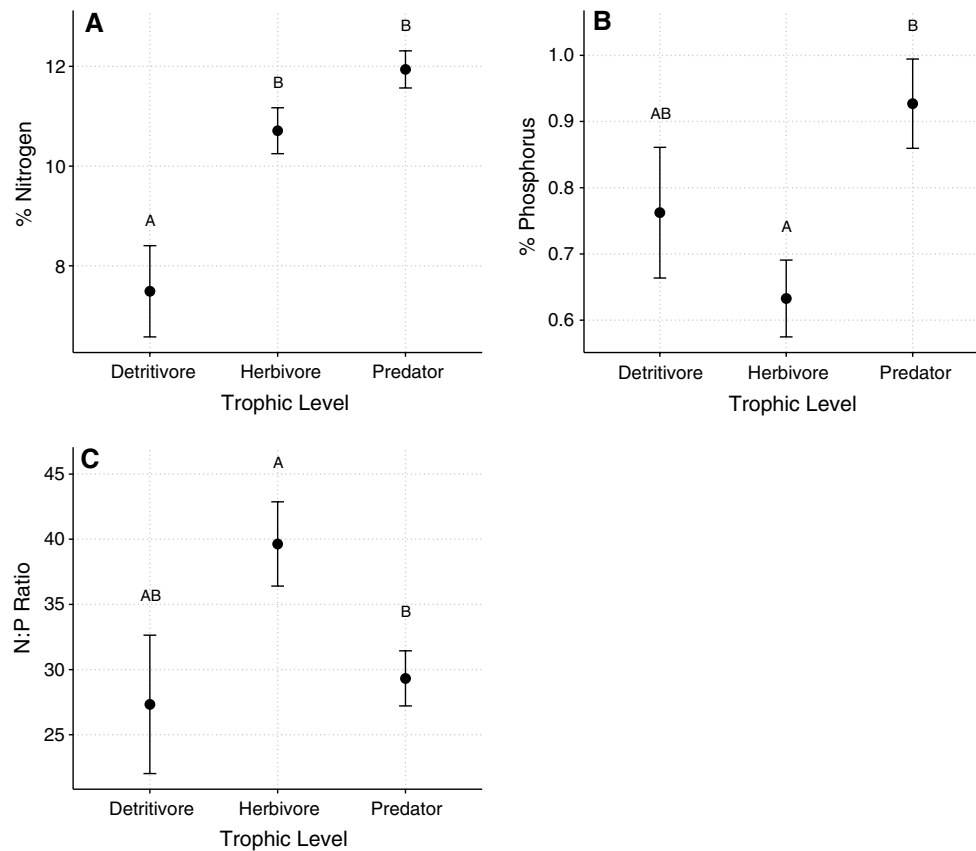 A
B
12
10
8
% Nitrogen
A
B
B
Detritivore Herbivore Predator
Trophic Level
B
1.0
0.9
0.8
0.7
0.6
% Phosphorus
AB
A
B
Detritivore Herbivore Predator
Trophic Level
C
45
40
35
30
25
N:P Ratio
AB
A
B
Detritivore Herbivore Predator
Trophic Level